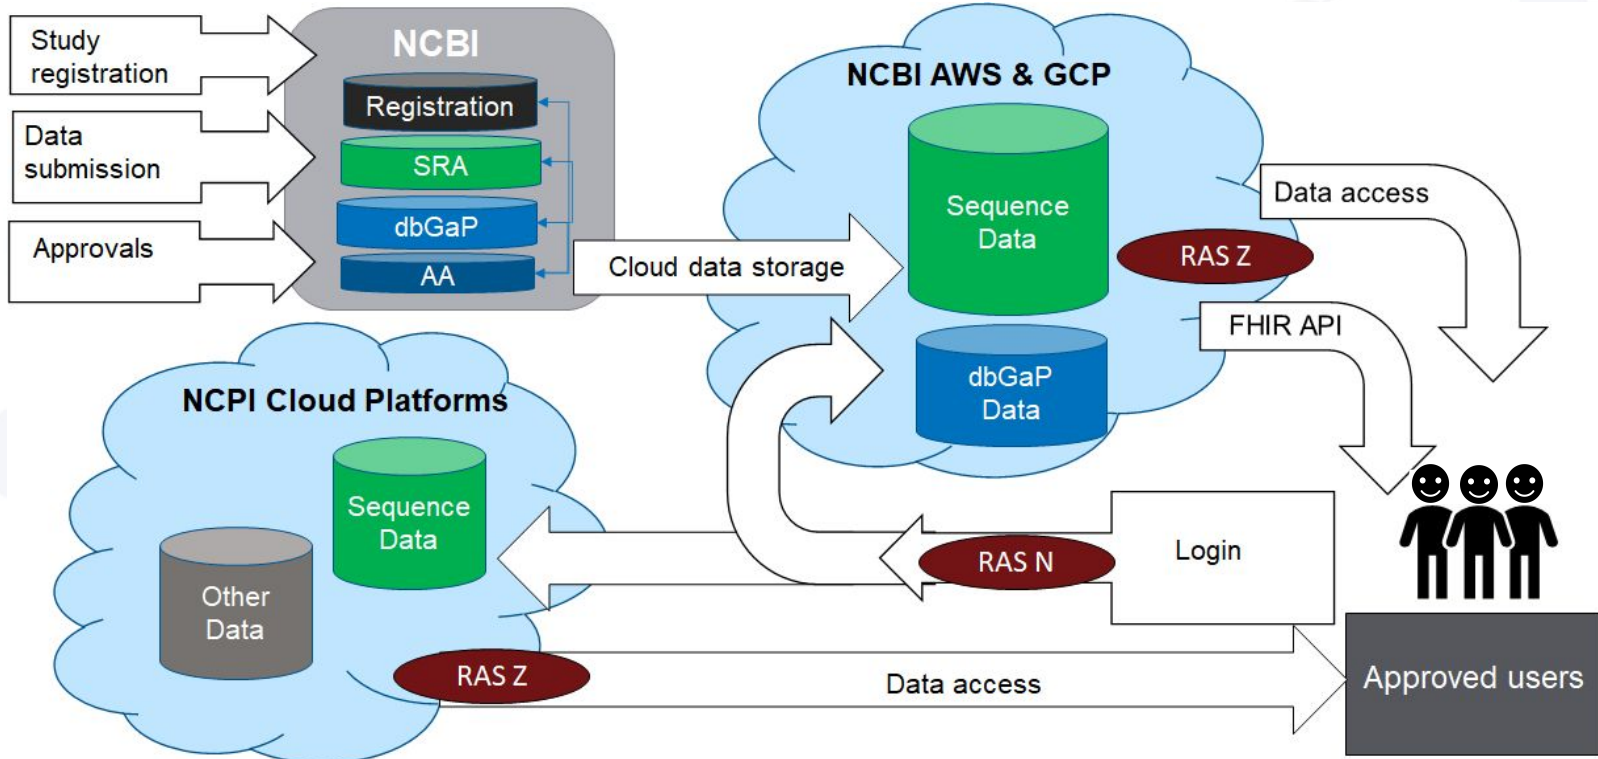 Study
registration
Data
submission
Approvals
NCBI
Registration
SRA
dbGaP
AA
Cloud data storage
NCBI AWS & GCP
Sequence
Data
dbGaP
Data
RAS Z
Data access
FHIR API
NCPI Cloud Platforms
Sequence
Data
Other
Data
RAS N
Login
RAS Z
Data access
Approved users